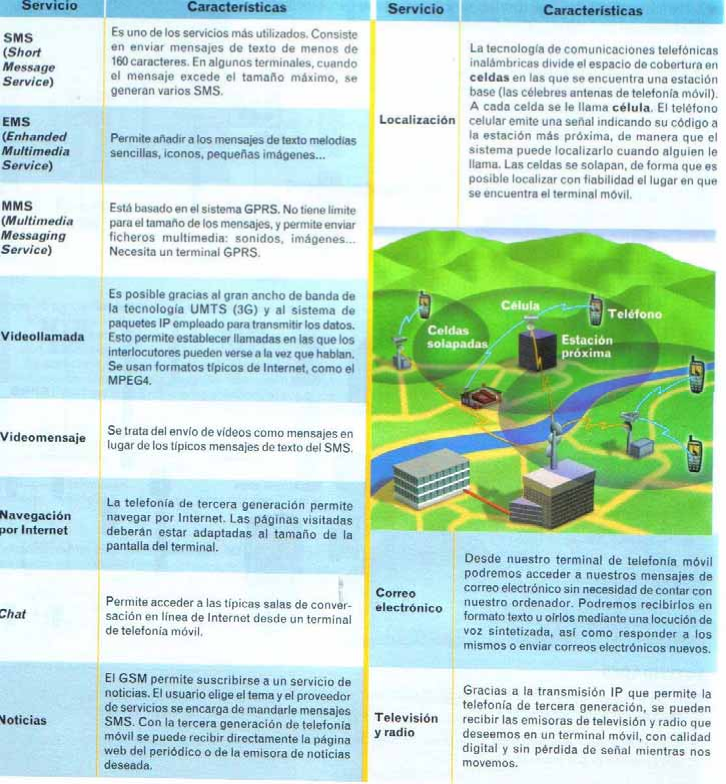 Servicio
Características
SMS
(Short
Message
Service)
Es uno de los servicios más utilizados. Consiste
en enviar mensajes de texto de menos de
160 caracteres. En algunos terminales, cuando
el mensaje excede el tamaño máximo, se
generan varios SMS.
EMS
(Enhanded
Multimedia
Service)
Permite añadir a los mensajes de texto melodías
sencillas, iconos, pequeñas imágenes...
MMS
(Multimedia
Messaging
Service)
Está basado en el sistema GPRS. No tiene límite
para el tamaño de los mensajes, y permite enviar
ficheros multimedia: sonidos, imágenes...
Necesita un terminal GPRS.
Videollamada
Es posible gracias al gran ancho de banda de
la tecnología UMTS (3G) y al sistema de
paquetes IP empleado para transmitir los datos.
Esto permite establecer llamadas en las que los
interlocutores pueden verse a la vez que hablan.
Se usan formatos típicos de Internet, como el
MPEG4.
Videomensaje
Se trata del envío de vídeos como mensajes en
lugar de los típicos mensajes de texto del SMS.
Navegación
por Internet
La telefonía de tercera generación permite
navegar por Internet. Las páginas visitadas
deberán estar adaptadas al tamaño de la
pantalla del terminal.
Chat
Permite acceder a las típicas salas de conver-
sación en línea de Internet desde un terminal
de telefonía móvil.
Noticias
El GSM permite suscribirse a un servicio de
noticias. El usuario elige el tema y el proveedor
de servicios se encarga de mandarle mensajes
SMS. Con la tercera generación de telefonía
móvil se puede recibir directamente la página
web del periódico o de la emisora de noticias
deseada.
Servicio
Características
Localización
La tecnología de comunicaciones telefónicas
inalámbricas divide el espacio de cobertura en
celdas en las que se encuentra una estación
base (las célebres antenas de telefonía móvil).
A cada celda se le llama célula. El teléfono
celular emite una señal indicando su código a
la estación más próxima, de manera que el
sistema puede localizarlo cuando alguien le
llama. Las celdas se solapan, de forma que es
posible localizar con fiabilidad el lugar en que
se encuentra el terminal móvil.
Célula
Teléfono
Celdas
solapadas
Estación
próxima
Correo
electrónico
Desde nuestro terminal de telefonía móvil
podremos acceder a nuestros mensajes de
correo electrónico sin necesidad de contar con
nuestro ordenador. Podremos recibirlos en
formato texto u oírlos mediante una locución de
voz sintetizada, así como responder a los
mismos o enviar correos electrónicos nuevos.
Televisión
y radio
Gracias a la transmisión IP que permite la
telefonía de tercera generación, se pueden
recibir las emisoras de televisión y radio que
deseemos en un terminal móvil, con calidad
digital y sin pérdida de señal mientras nos
movemos.